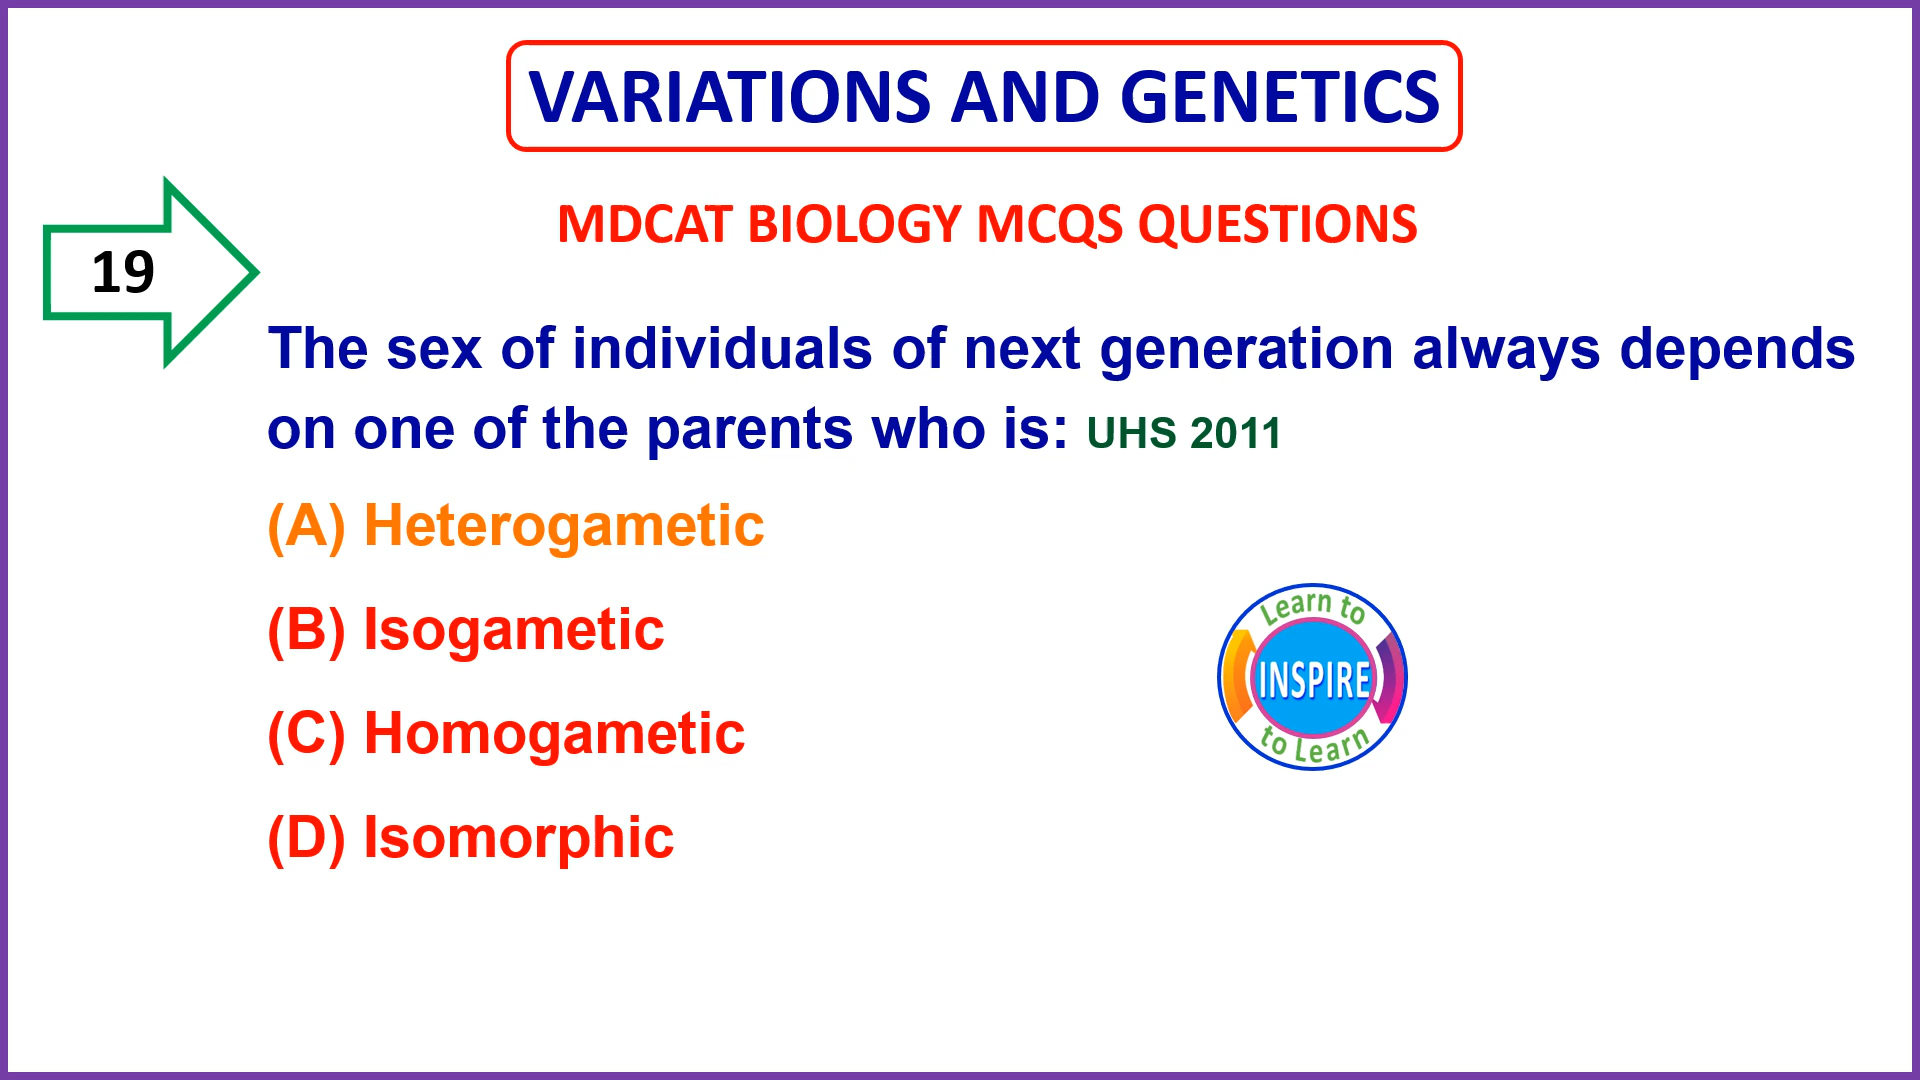 VARIATIONS AND GENETICS
MDCAT BIOLOGY MCQS QUESTIONS
19
The sex of individuals of next generation always depends
on one of the parents who is: UHS 2011
(A) Heterogametic
(B) Isogametic
(C) Homogametic
(D) Isomorphic
Learn to
INSPIRE
to Learn